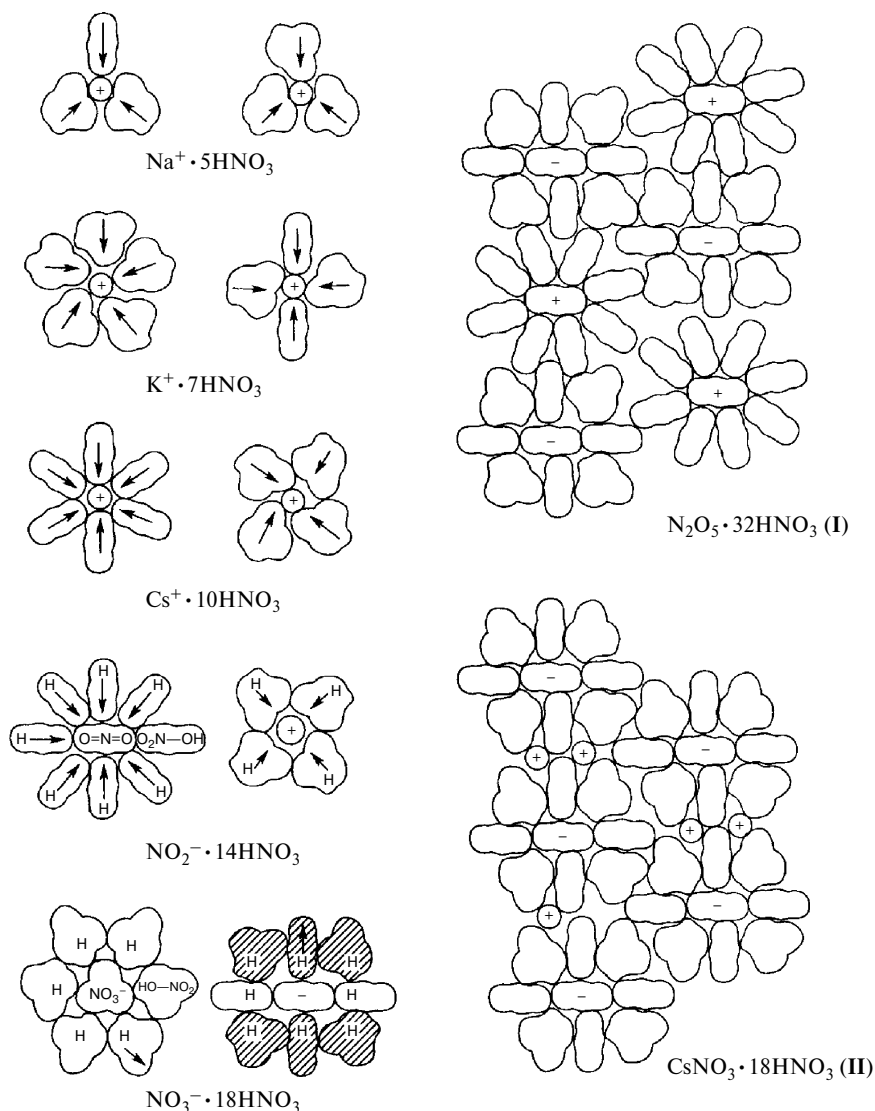 + +
Na⁺ · 5HNO₃
+ +
K⁺ · 7HNO₃
+ +
Cs⁺ · 10HNO₃
H H H
H O=N=O O₂N—OH
H H H
H H
+
H H
NO₂⁻ · 14HNO₃
H H
H NO₃⁻ HO—NO₂
H H
H H H
H − H
H H H
NO₃⁻ · 18HNO₃
+
−
−
+
+
−
N₂O₅ · 32HNO₃ (I)
−
−
+ +
−
+ +
−
+
−
CsNO₃ · 18HNO₃ (II)